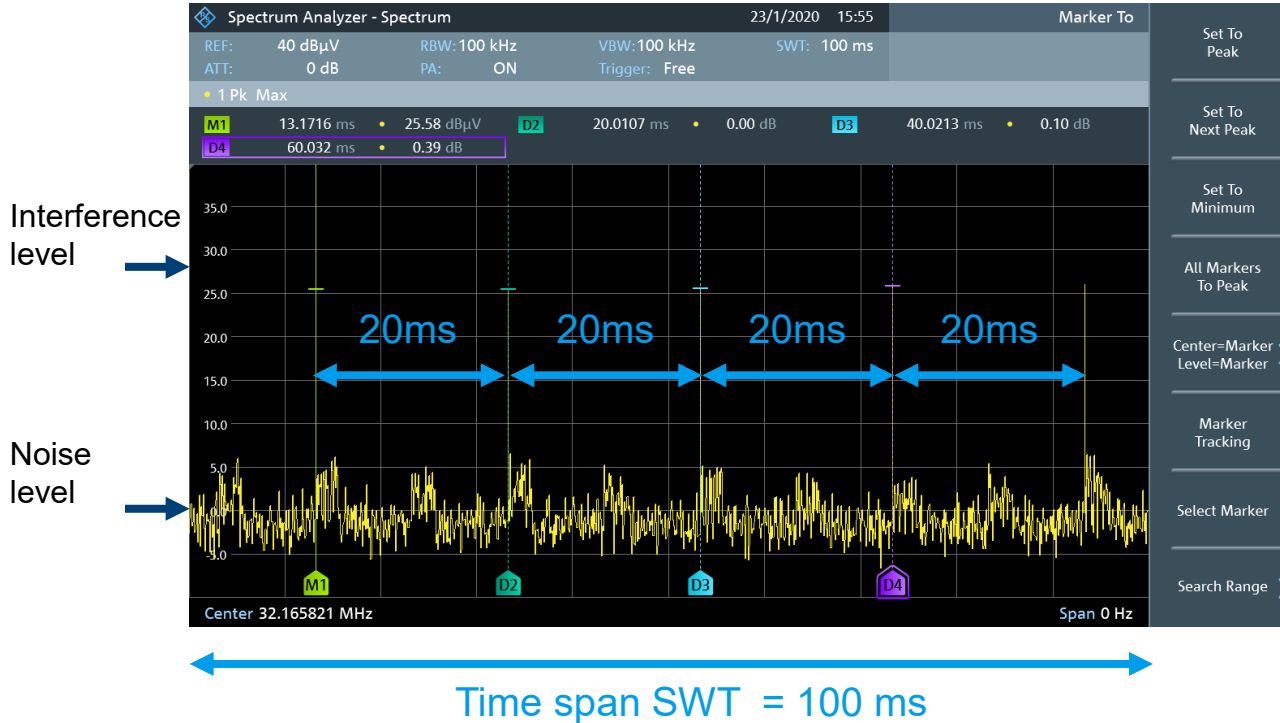 Spectrum Analyzer - Spectrum 23/1/2020 15:55 Marker To
REF: 40 dBµV RBW: 100 kHz VBW: 100 kHz SWT: 100 ms
ATT: 0 dB PA: ON Trigger: Free
1 Pk Max
M1 13.1716 ms • 25.58 dBµV D2 20.0107 ms • 0.00 dB D3 40.0213 ms • 0.10 dB
D4 60.032 ms • 0.39 dB
Interference
level
Noise
level
35.0
30.0
25.0
20.0
15.0
10.0
5.0
-5.0
20ms 20ms 20ms 20ms
M1 D2 D3 D4
Center 32.165821 MHz Span 0 Hz
Time span SWT = 100 ms
Set To
Peak
Set To
Next Peak
Set To
Minimum
All Markers
To Peak
Center=Marker
Level=Marker
Marker
Tracking
Select Marker
Search Range